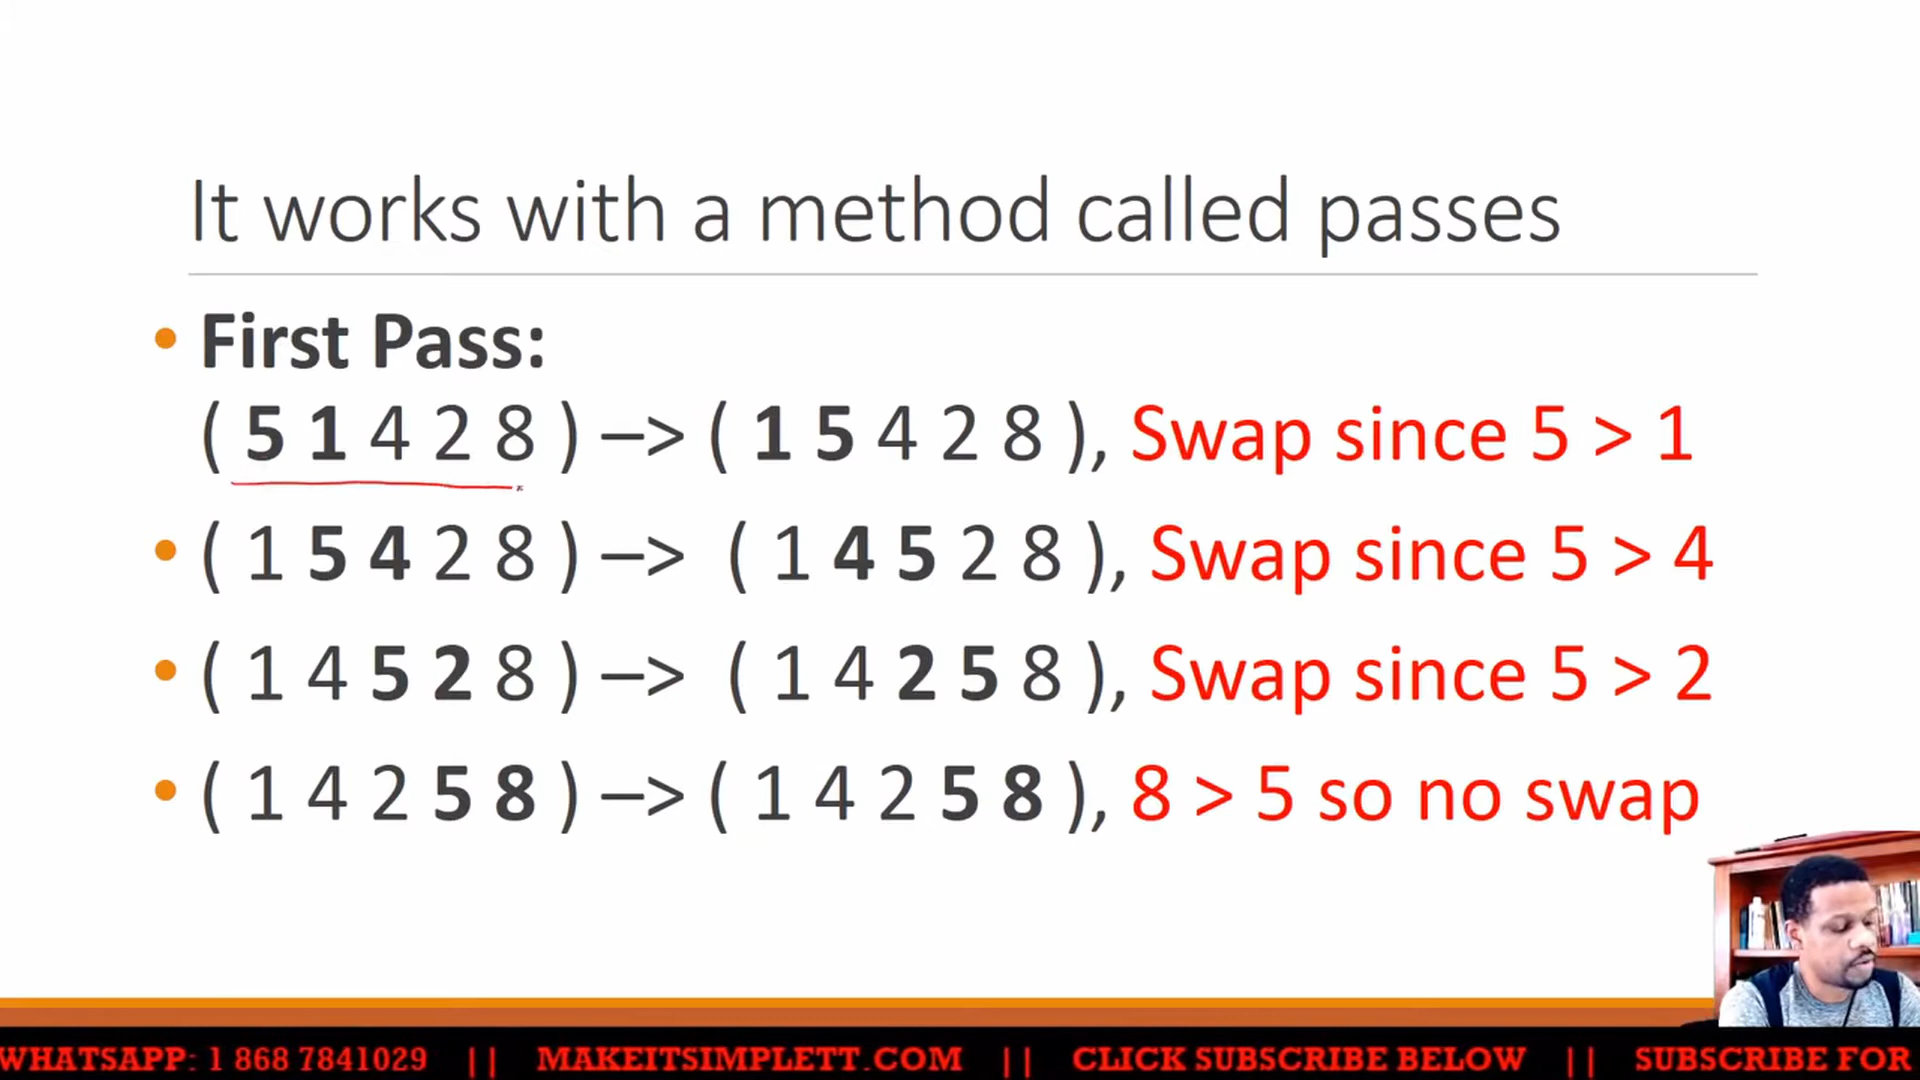 It works with a method called passes
• First Pass:
( 5 1 4 2 8 ) –> ( 1 5 4 2 8 ), Swap since 5 > 1
• ( 1 5 4 2 8 ) –> ( 1 4 5 2 8 ), Swap since 5 > 4
• ( 1 4 5 2 8 ) –> ( 1 4 2 5 8 ), Swap since 5 > 2
• ( 1 4 2 5 8 ) –> ( 1 4 2 5 8 ), 8 > 5 so no swap
WHATSAPP: 1 868 7841029 || MAKEITSIMPLETT.COM || CLICK SUBSCRIBE BELOW || SUBSCRIBE FOR